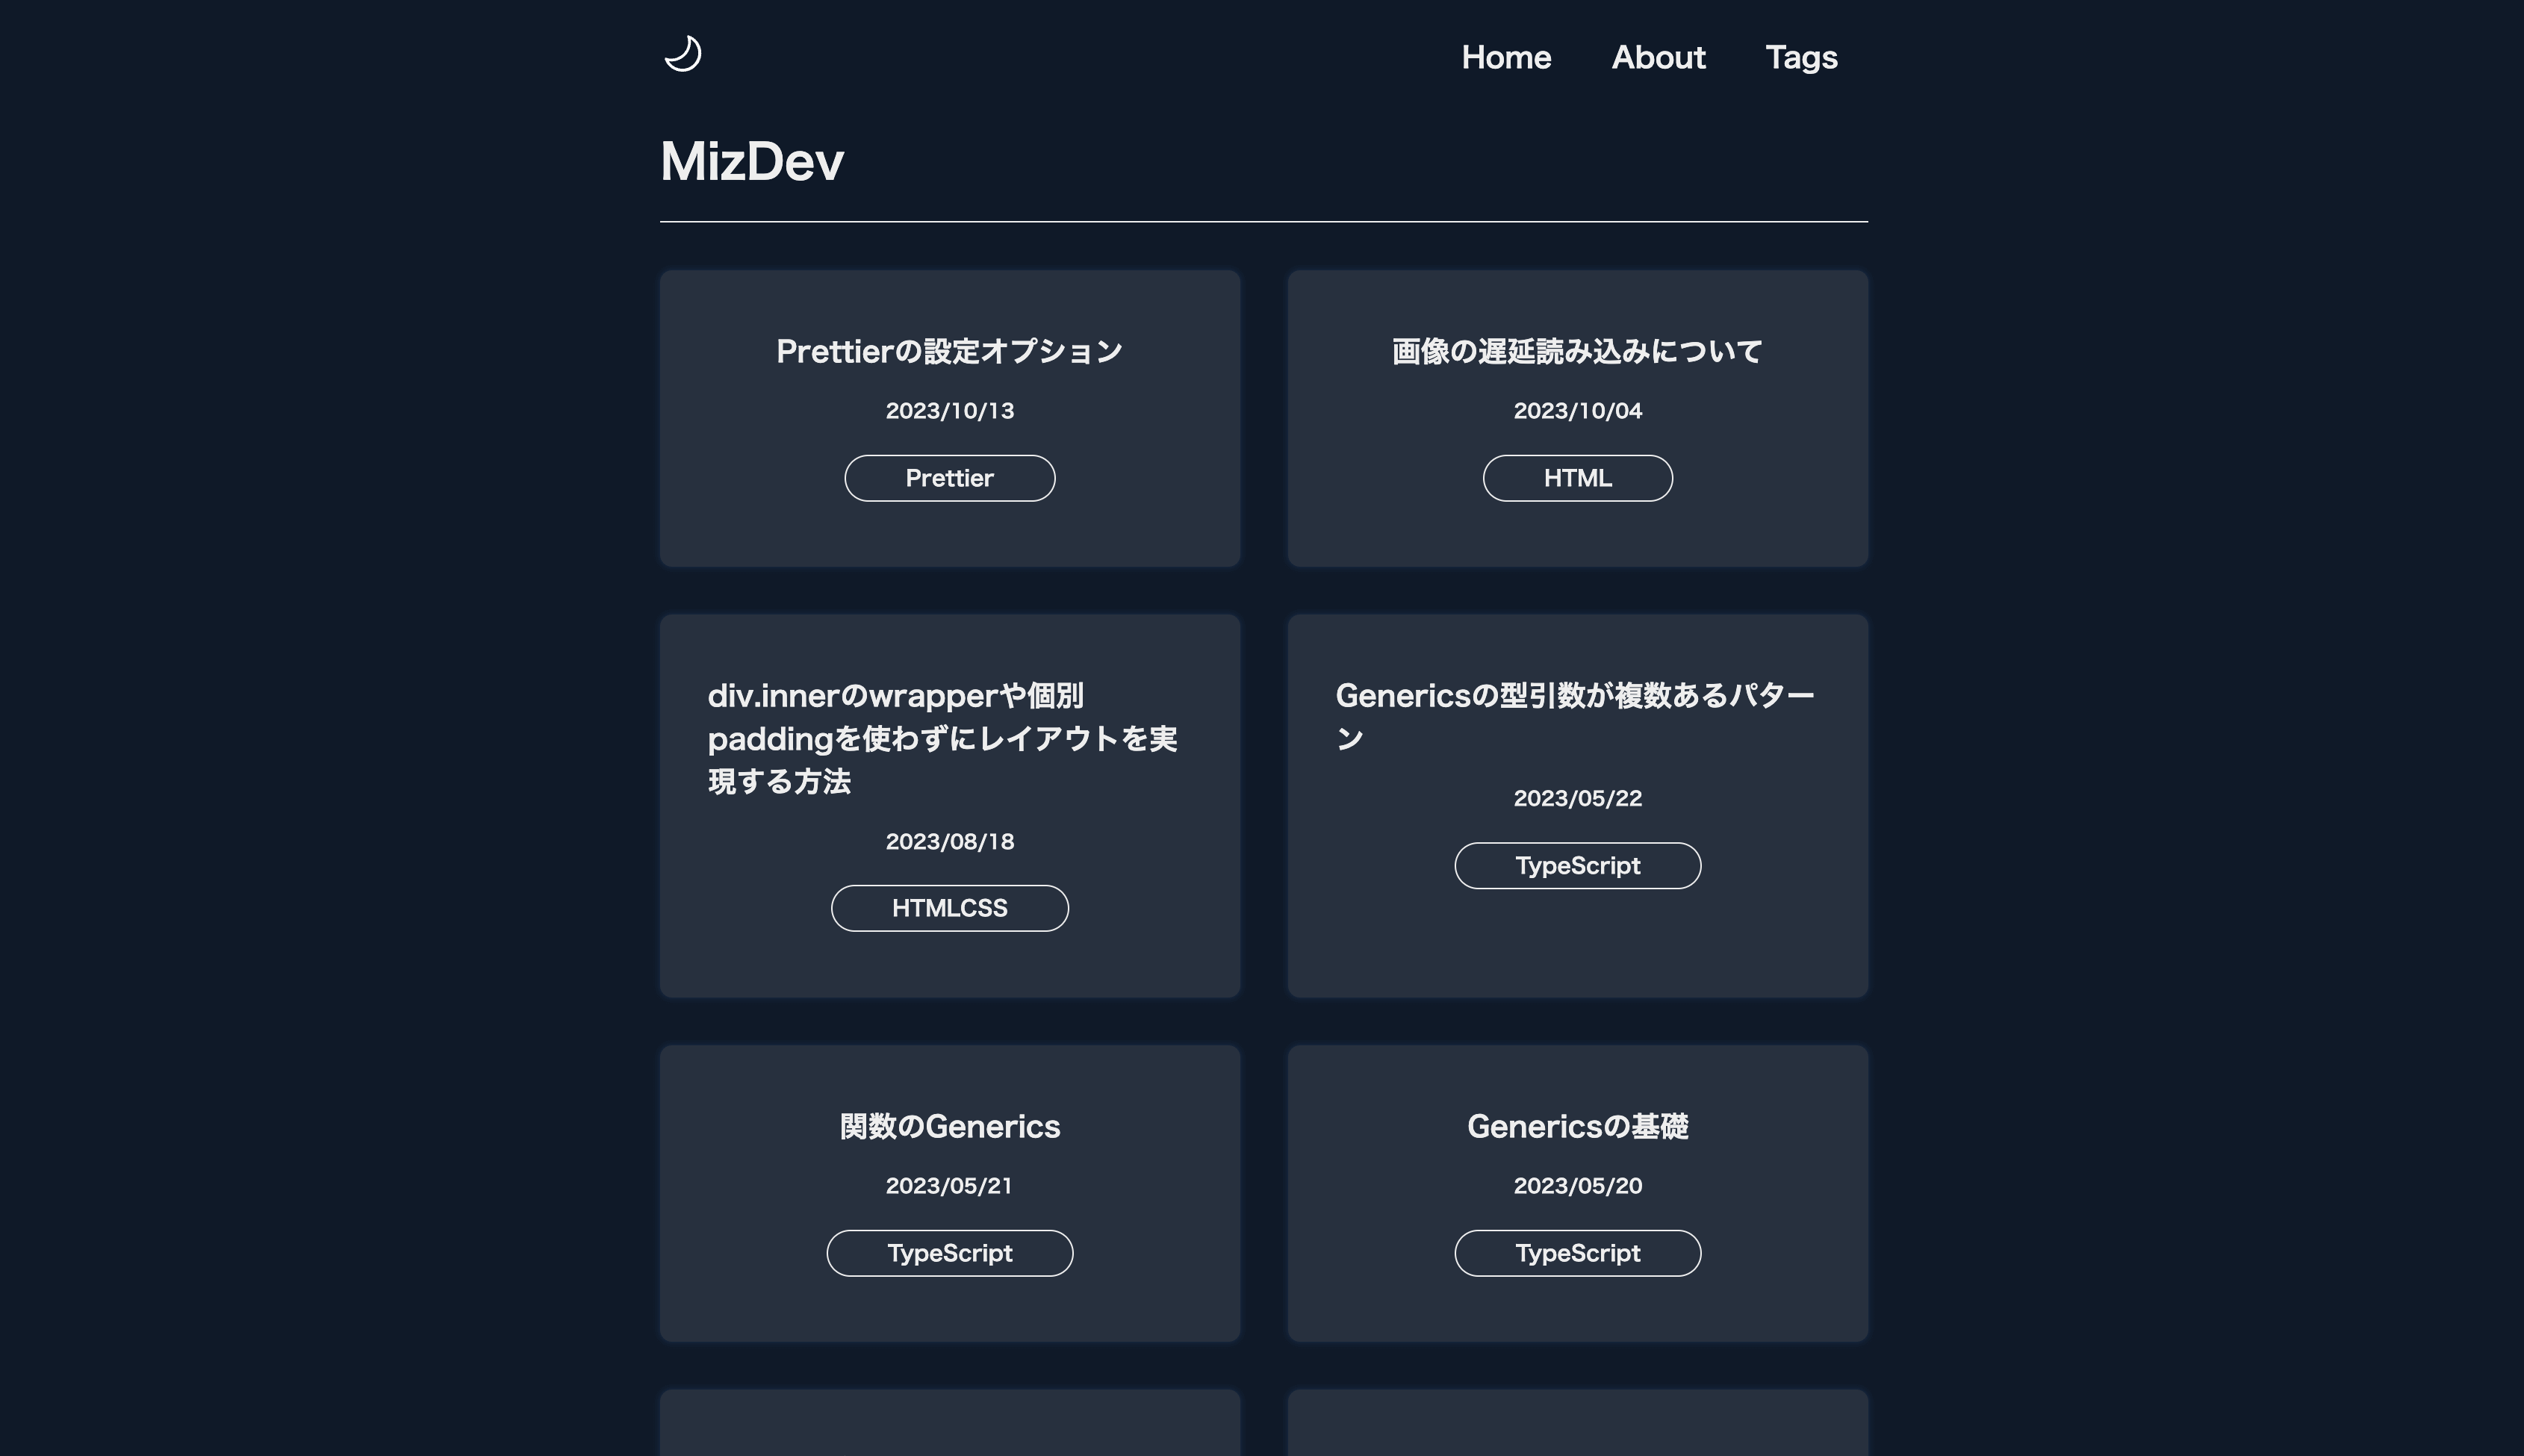 Home About Tags
MizDev
Prettierの設定オプション
2023/10/13
Prettier
画像の遅延読み込みについて
2023/10/04
HTML
div.innerのwrapperや個別
paddingを使わずにレイアウトを実
現する方法
2023/08/18
HTMLCSS
Genericsの型引数が複数あるパター
ン
2023/05/22
TypeScript
関数のGenerics
2023/05/21
TypeScript
Genericsの基礎
2023/05/20
TypeScript